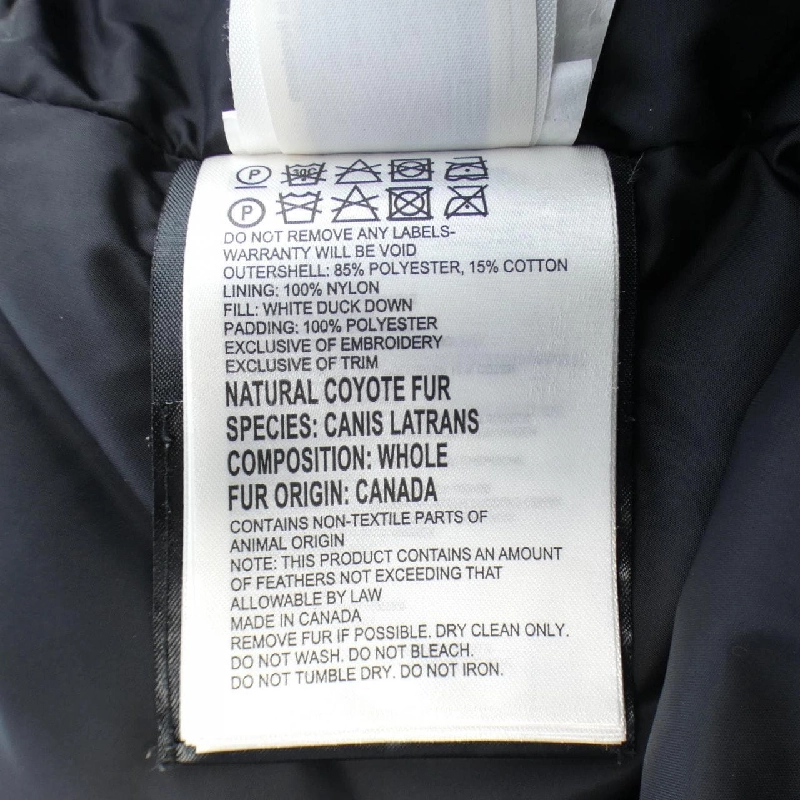 P 30C
P
DO NOT REMOVE ANY LABELS-
WARRANTY WILL BE VOID
OUTERSHELL: 85% POLYESTER, 15% COTTON
LINING: 100% NYLON
FILL: WHITE DUCK DOWN
PADDING: 100% POLYESTER
EXCLUSIVE OF EMBROIDERY
EXCLUSIVE OF TRIM
NATURAL COYOTE FUR
SPECIES: CANIS LATRANS
COMPOSITION: WHOLE
FUR ORIGIN: CANADA
CONTAINS NON-TEXTILE PARTS OF
ANIMAL ORIGIN
NOTE: THIS PRODUCT CONTAINS AN AMOUNT
OF FEATHERS NOT EXCEEDING THAT
ALLOWABLE BY LAW
MADE IN CANADA
REMOVE FUR IF POSSIBLE. DRY CLEAN ONLY.
DO NOT WASH. DO NOT BLEACH.
DO NOT TUMBLE DRY. DO NOT IRON.